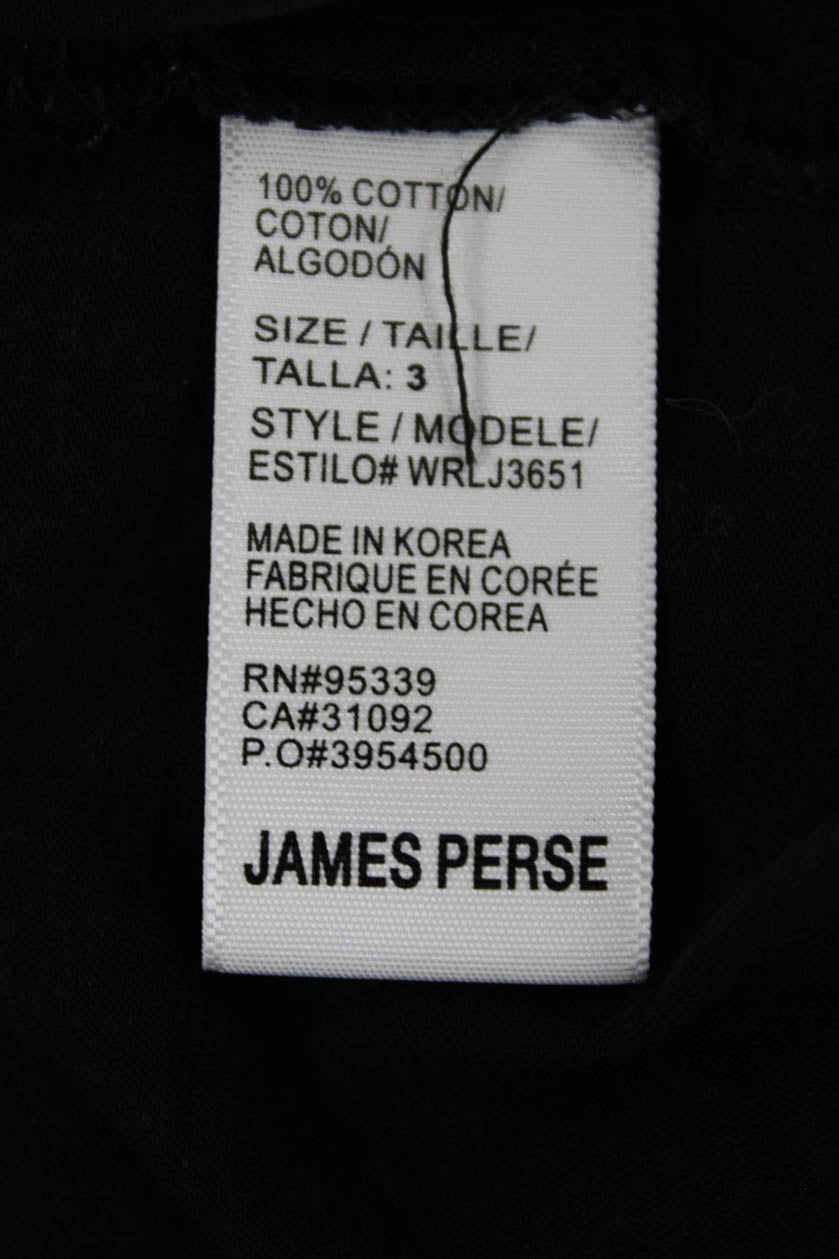 100% COTTON/
COTON/
ALGODÓN
SIZE / TAILLE/
TALLA: 3
STYLE / MODELE/
ESTILO# WRLJ3651
MADE IN KOREA
FABRIQUE EN CORÉE
HECHO EN COREA
RN#95339
CA#31092
P.O#3954500
JAMES PERSE